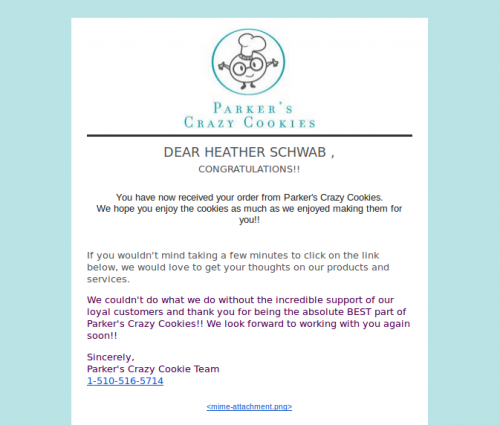 PARKER'S
CRAZY COOKIES
DEAR HEATHER SCHWAB ,
CONGRATULATIONS!!
You have now received your order from Parker's Crazy Cookies.
We hope you enjoy the cookies as much as we enjoyed making them for
you!!
If you wouldn't mind taking a few minutes to click on the link
below, we would love to get your thoughts on our products and
services.
We couldn't do what we do without the incredible support of our
loyal customers and thank you for being the absolute BEST part of
Parker's Crazy Cookies!! We look forward to working with you again
soon!!
Sincerely,
Parker's Crazy Cookie Team
1-510-516-5714
<mime-attachment.png>